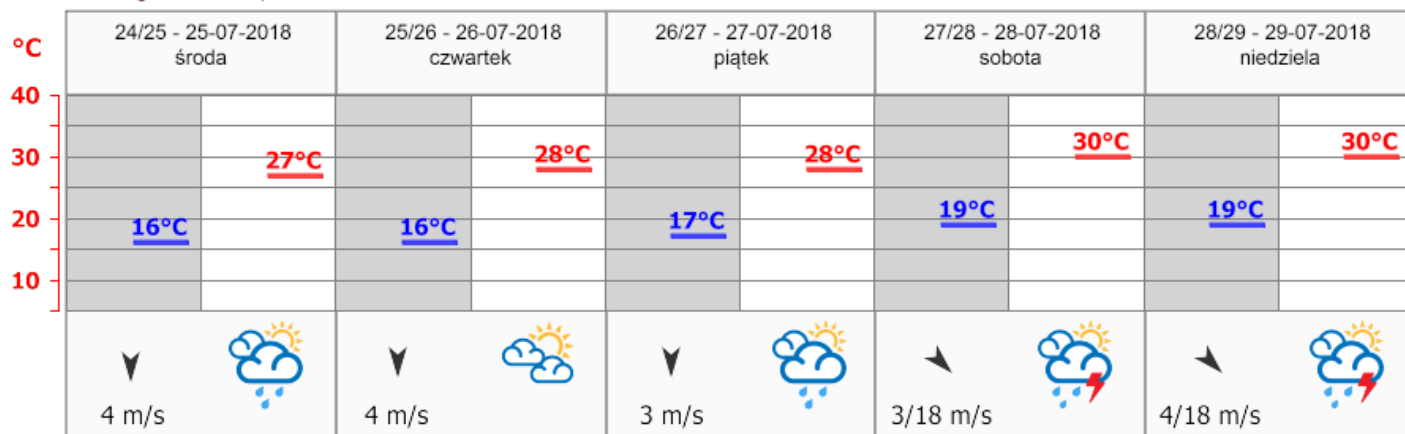 24/25 - 25-07-2018
środa
25/26 - 26-07-2018
czwartek
26/27 - 27-07-2018
piątek
27/28 - 28-07-2018
sobota
28/29 - 29-07-2018
niedziela
°C
40
30
20
10
27°C
28°C
28°C
30°C
30°C
16°C
16°C
17°C
19°C
19°C
4 m/s
4 m/s
3 m/s
3/18 m/s
4/18 m/s